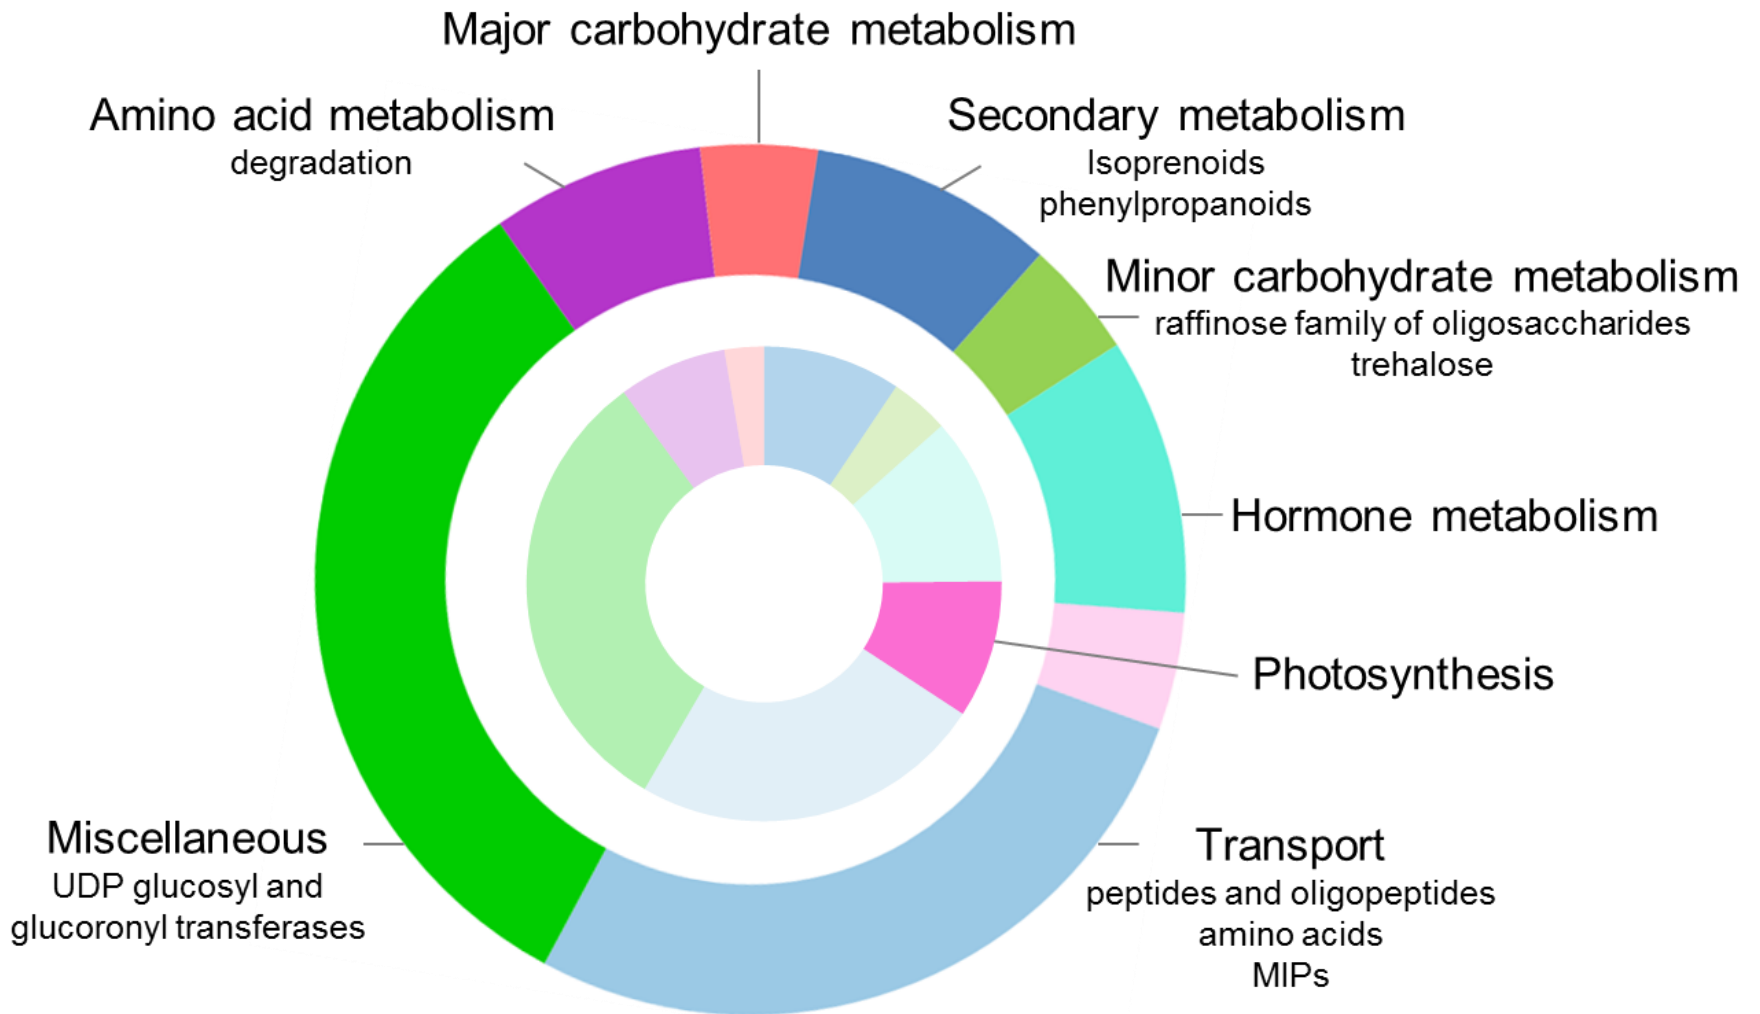 Major carbohydrate metabolism
Amino acid metabolism
degradation
Secondary metabolism
Isoprenoids
phenylpropanoids
Minor carbohydrate metabolism
raffinose family of oligosaccharides
trehalose
Hormone metabolism
Photosynthesis
Transport
peptides and oligopeptides
amino acids
MIPs
Miscellaneous
UDP glucosyl and
glucoronyl transferases